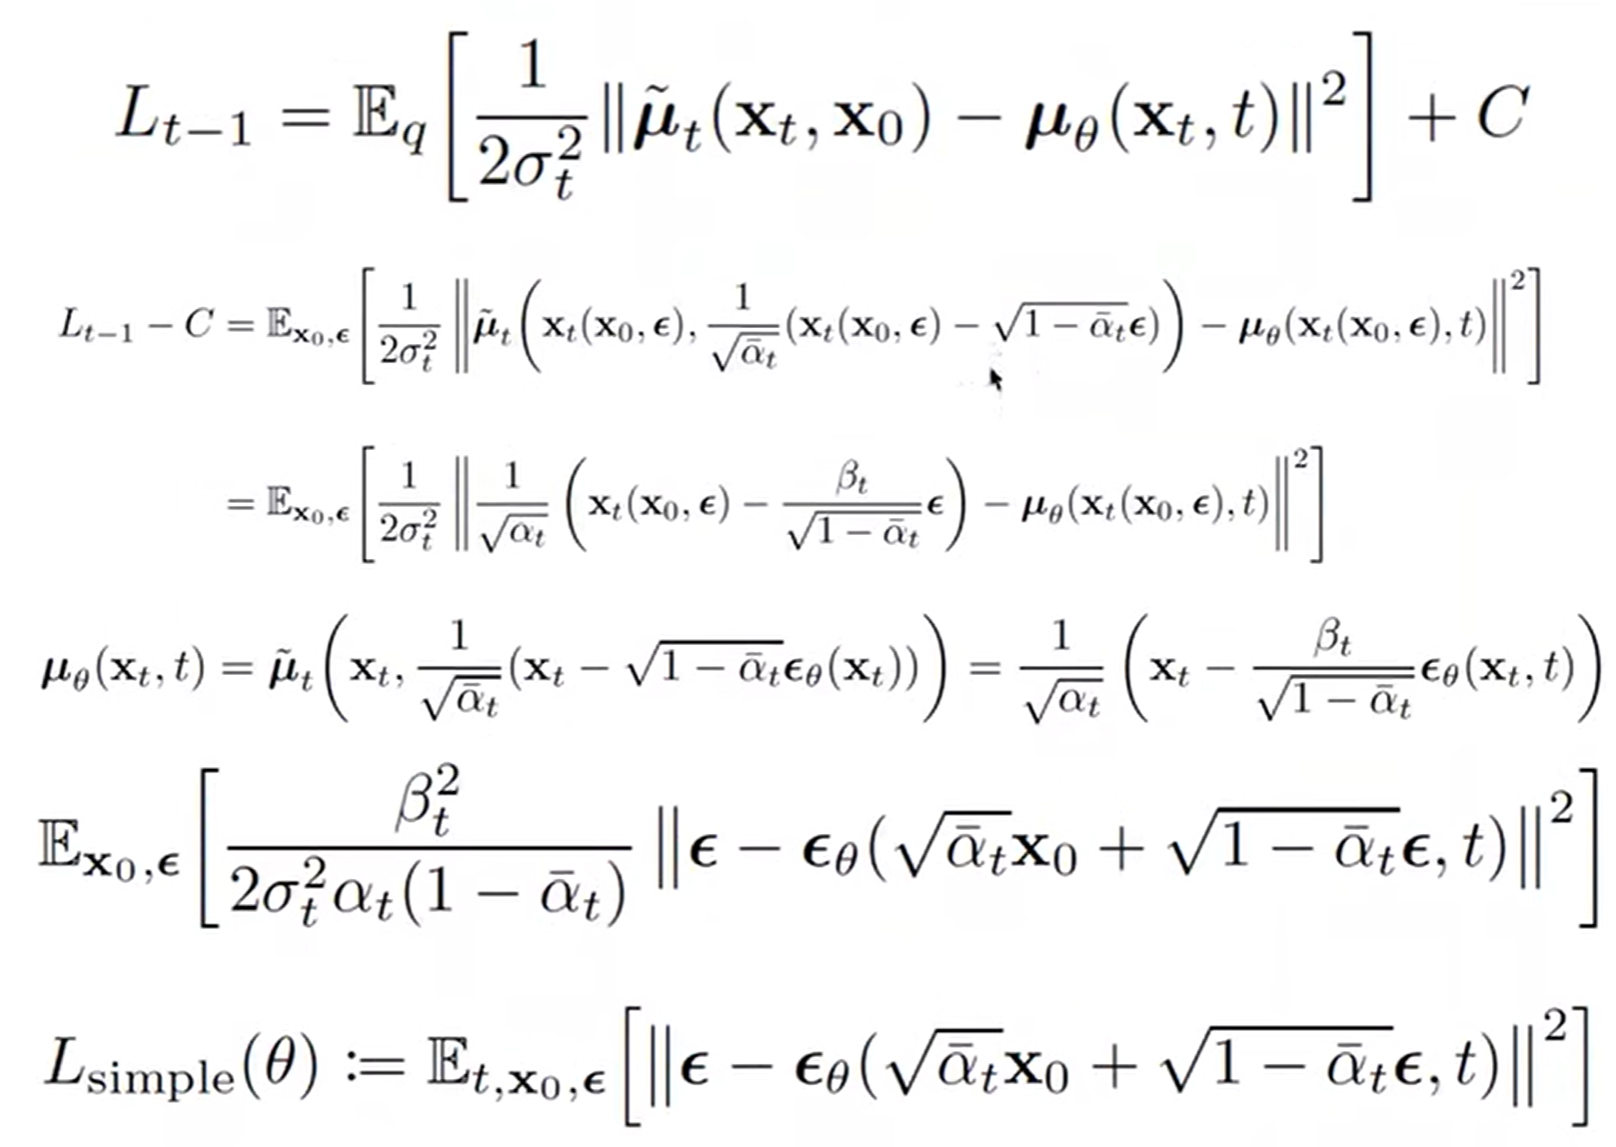 $L_{t-1} = \mathbb{E}_q \left[ \frac{1}{2\sigma_t^2} \|\tilde{\boldsymbol{\mu}}_t(\mathbf{x}_t, \mathbf{x}_0) - \boldsymbol{\mu}_\theta(\mathbf{x}_t, t)\|^2 \right] + C$
$L_{t-1} - C = \mathbb{E}_{\mathbf{x}_0, \boldsymbol{\epsilon}} \left[ \frac{1}{2\sigma_t^2} \left\| \tilde{\boldsymbol{\mu}}_t \left( \mathbf{x}_t(\mathbf{x}_0, \boldsymbol{\epsilon}), \frac{1}{\sqrt{\bar{\alpha}_t}} (\mathbf{x}_t(\mathbf{x}_0, \boldsymbol{\epsilon}) - \sqrt{1 - \bar{\alpha}_t} \boldsymbol{\epsilon}) \right) - \boldsymbol{\mu}_\theta(\mathbf{x}_t(\mathbf{x}_0, \boldsymbol{\epsilon}), t) \right\|^2 \right]$
$= \mathbb{E}_{\mathbf{x}_0, \boldsymbol{\epsilon}} \left[ \frac{1}{2\sigma_t^2} \left\| \frac{1}{\sqrt{\alpha_t}} \left( \mathbf{x}_t(\mathbf{x}_0, \boldsymbol{\epsilon}) - \frac{\beta_t}{\sqrt{1 - \bar{\alpha}_t}} \boldsymbol{\epsilon} \right) - \boldsymbol{\mu}_\theta(\mathbf{x}_t(\mathbf{x}_0, \boldsymbol{\epsilon}), t) \right\|^2 \right]$
$\boldsymbol{\mu}_\theta(\mathbf{x}_t, t) = \tilde{\boldsymbol{\mu}}_t \left( \mathbf{x}_t, \frac{1}{\sqrt{\bar{\alpha}_t}} (\mathbf{x}_t - \sqrt{1 - \bar{\alpha}_t} \boldsymbol{\epsilon}_\theta(\mathbf{x}_t)) \right) = \frac{1}{\sqrt{\alpha_t}} \left( \mathbf{x}_t - \frac{\beta_t}{\sqrt{1 - \bar{\alpha}_t}} \boldsymbol{\epsilon}_\theta(\mathbf{x}_t, t) \right)$
$\mathbb{E}_{\mathbf{x}_0, \boldsymbol{\epsilon}} \left[ \frac{\beta_t^2}{2\sigma_t^2 \alpha_t (1 - \bar{\alpha}_t)} \left\| \boldsymbol{\epsilon} - \boldsymbol{\epsilon}_\theta(\sqrt{\bar{\alpha}_t} \mathbf{x}_0 + \sqrt{1 - \bar{\alpha}_t} \boldsymbol{\epsilon}, t) \right\|^2 \right]$
$L_{\text{simple}}(\theta) := \mathbb{E}_{t, \mathbf{x}_0, \boldsymbol{\epsilon}} \left[ \left\| \boldsymbol{\epsilon} - \boldsymbol{\epsilon}_\theta(\sqrt{\bar{\alpha}_t} \mathbf{x}_0 + \sqrt{1 - \bar{\alpha}_t} \boldsymbol{\epsilon}, t) \right\|^2 \right]$